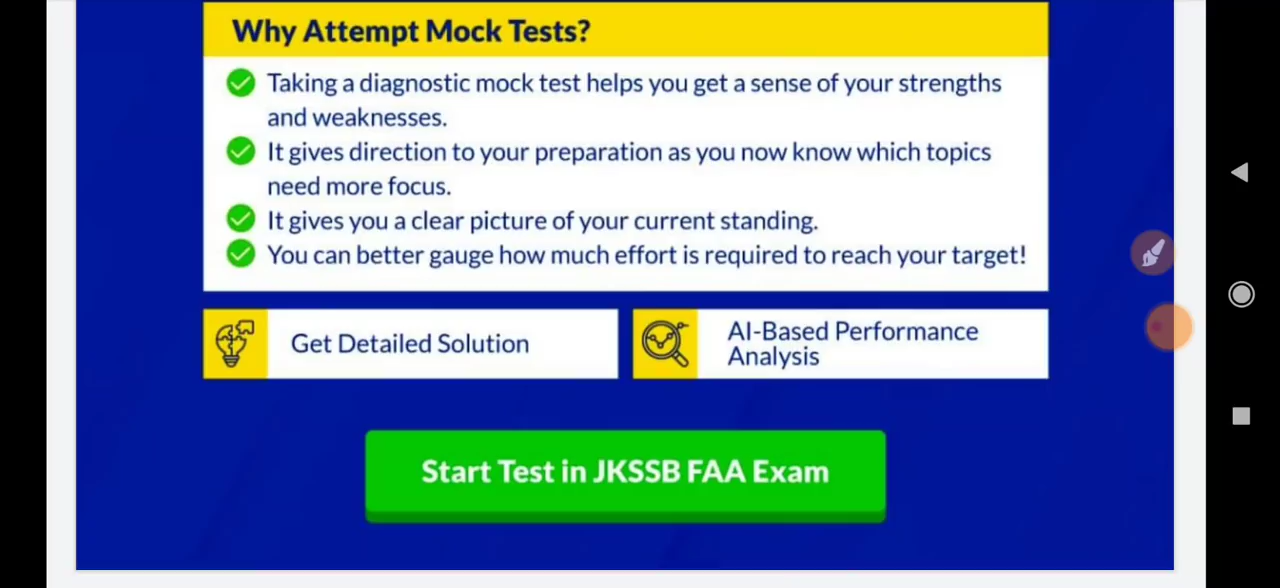 Why Attempt Mock Tests?
Taking a diagnostic mock test helps you get a sense of your strengths
and weaknesses.
It gives direction to your preparation as you now know which topics
need more focus.
It gives you a clear picture of your current standing.
You can better gauge how much effort is required to reach your target!
Get Detailed Solution
AI-Based Performance
Analysis
Start Test in JKSSB FAA Exam